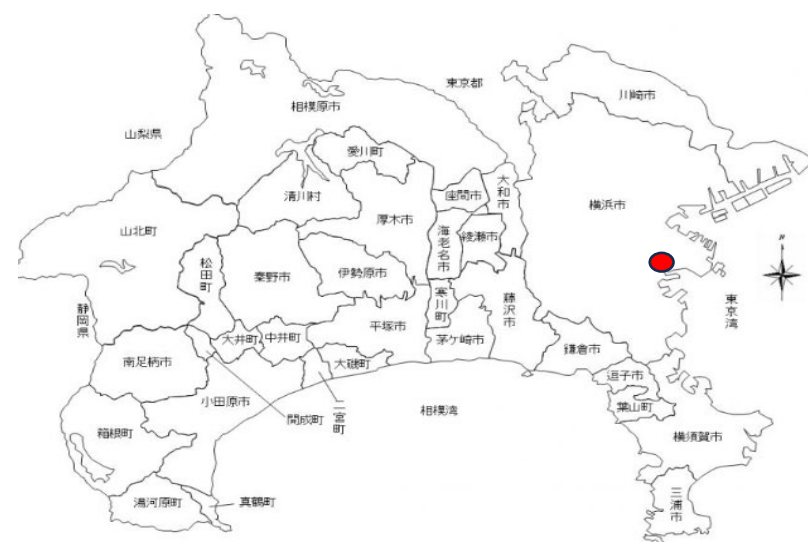 東京都
川崎市
相模原市
山梨県
愛川町
大和市
座間市
清川村
横浜市
厚木市
山北町
海老名市
綾瀬市
松田町
秦野市
伊勢原市
寒川町
藤沢市
東京湾
静岡県
平塚市
大井町
中井町
茅ケ崎市
鎌倉市
南足柄市
大磯町
逗子市
小田原市
開成町
二宮町
相模湾
葉山町
箱根町
横須賀市
湯河原町
真鶴町
三浦市